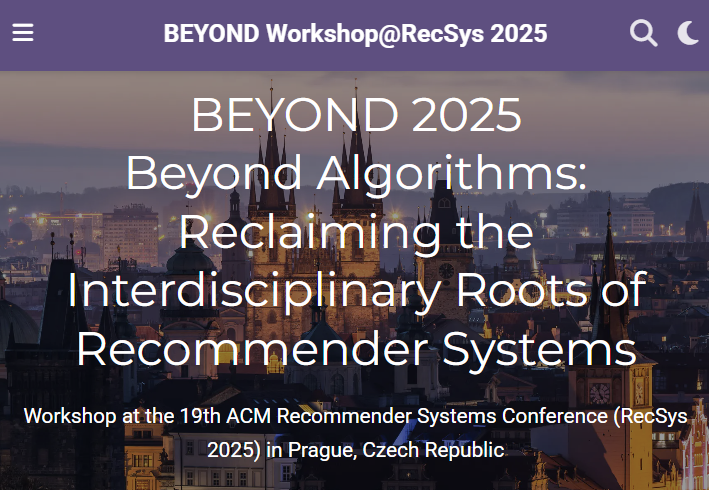 BEYOND Workshop@RecSys 2025
BEYOND 2025
Beyond Algorithms:
Reclaiming the
Interdisciplinary Roots of
Recommender Systems
Workshop at the 19th ACM Recommender Systems Conference (RecSys
2025) in Prague, Czech Republic